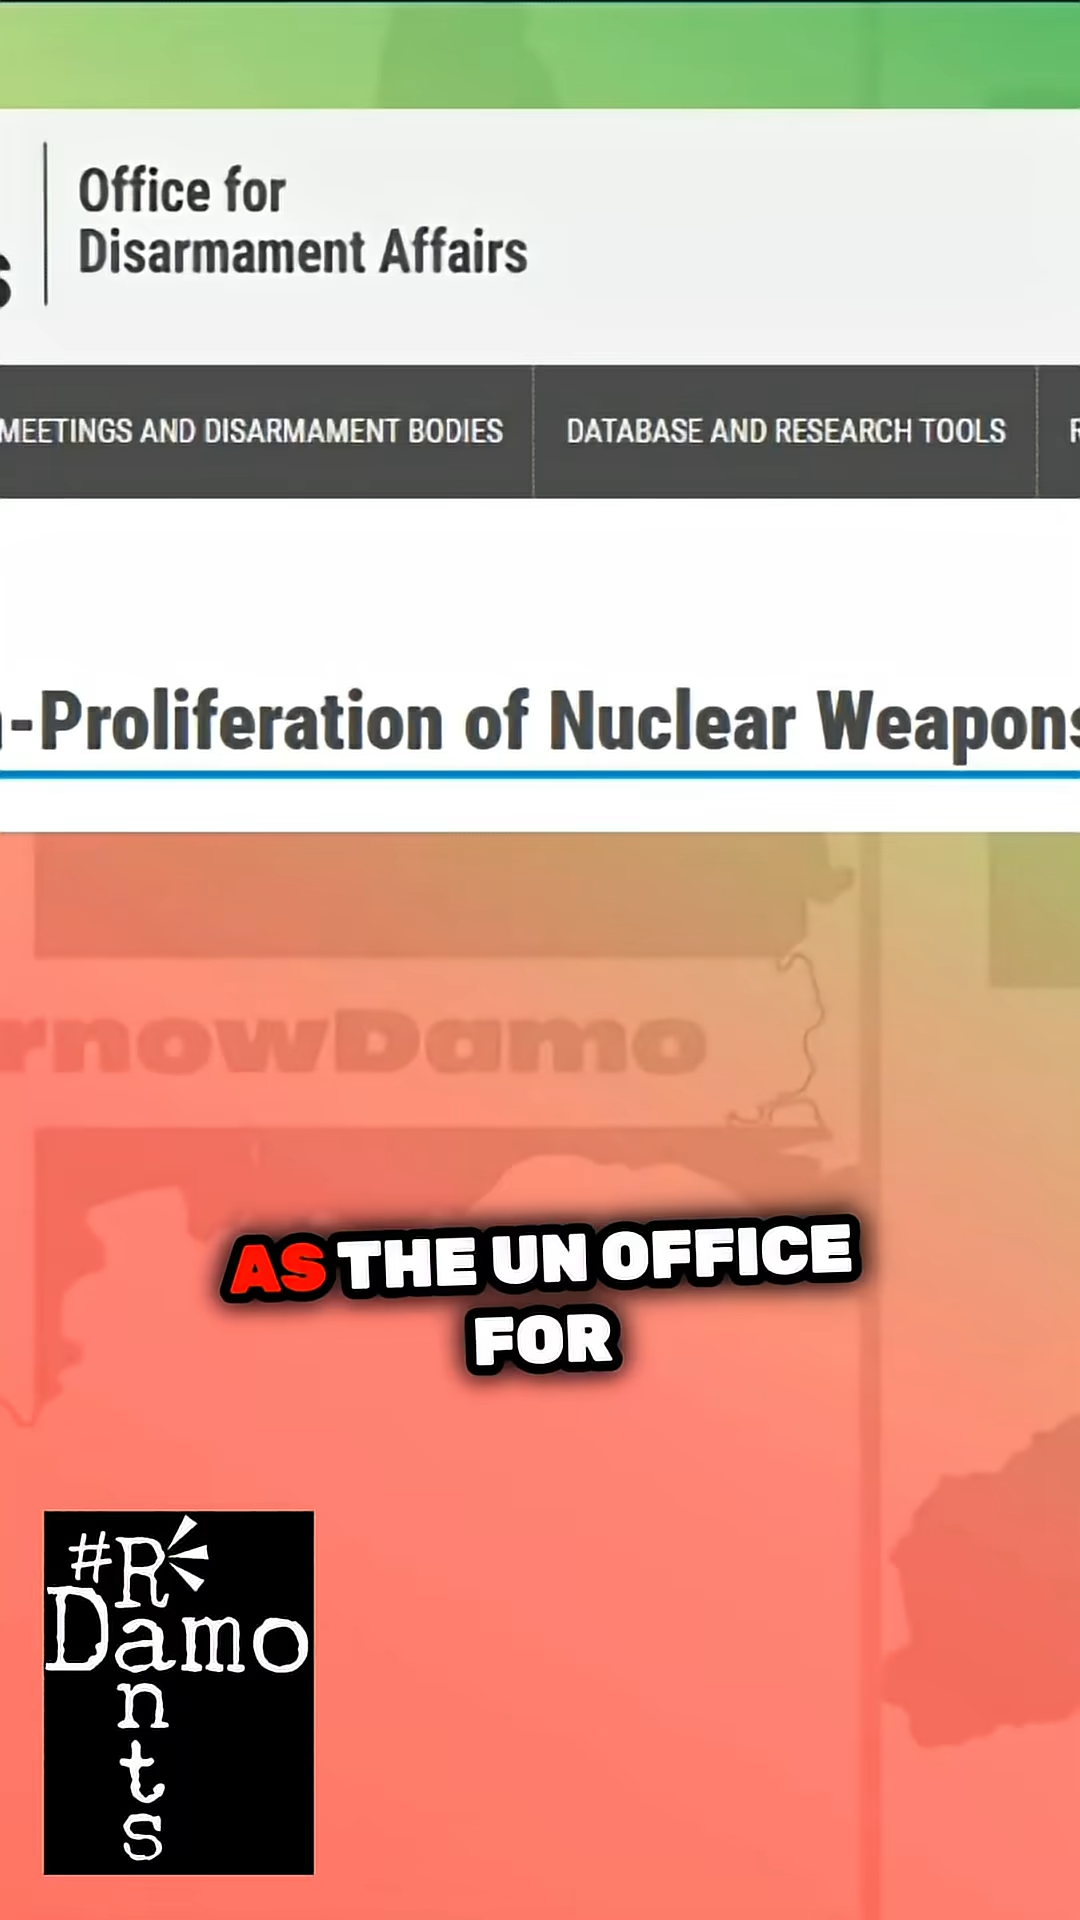 Office for
Disarmament Affairs
MEETINGS AND DISARMAMENT BODIES
DATABASE AND RESEARCH TOOLS
-Proliferation of Nuclear Weapons
rnowDamo
AS THE UN OFFICE
FOR
#R
Damo
n
t
s